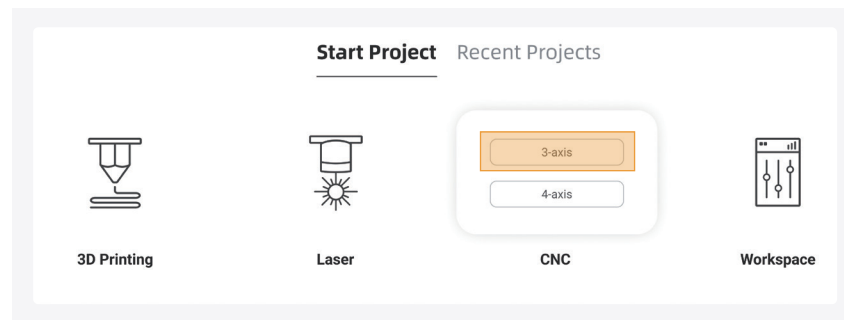 Start Project Recent Projects
3-axis
4-axis
3D Printing Laser CNC Workspace